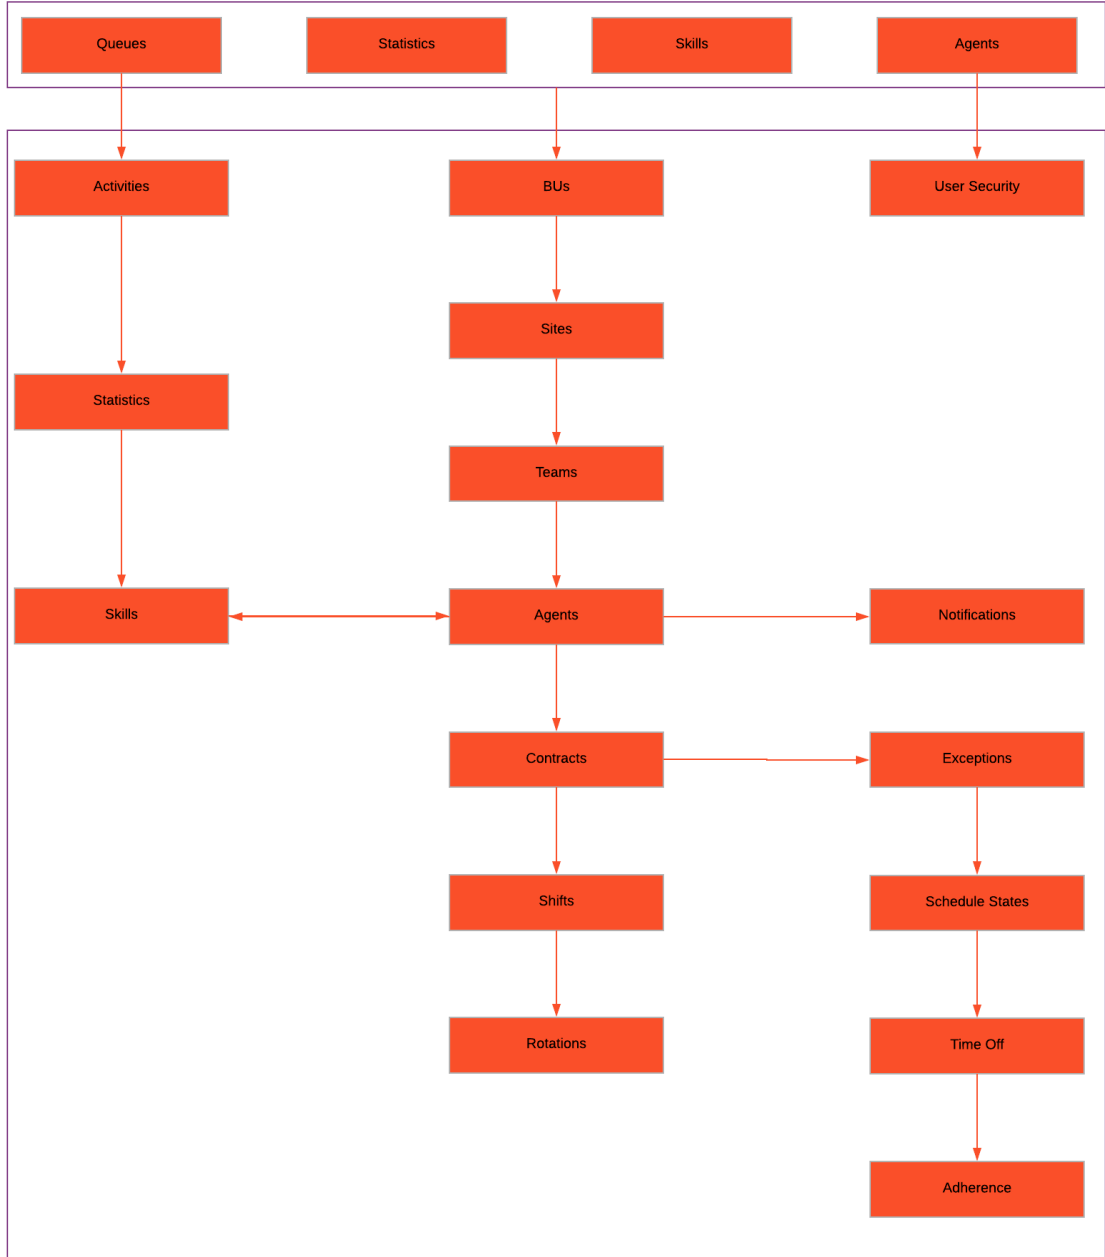 Queues
Statistics
Skills
Agents
Activities
BUs
User Security
Sites
Statistics
Teams
Skills
Agents
Notifications
Contracts
Exceptions
Shifts
Schedule States
Rotations
Time Off
Adherence